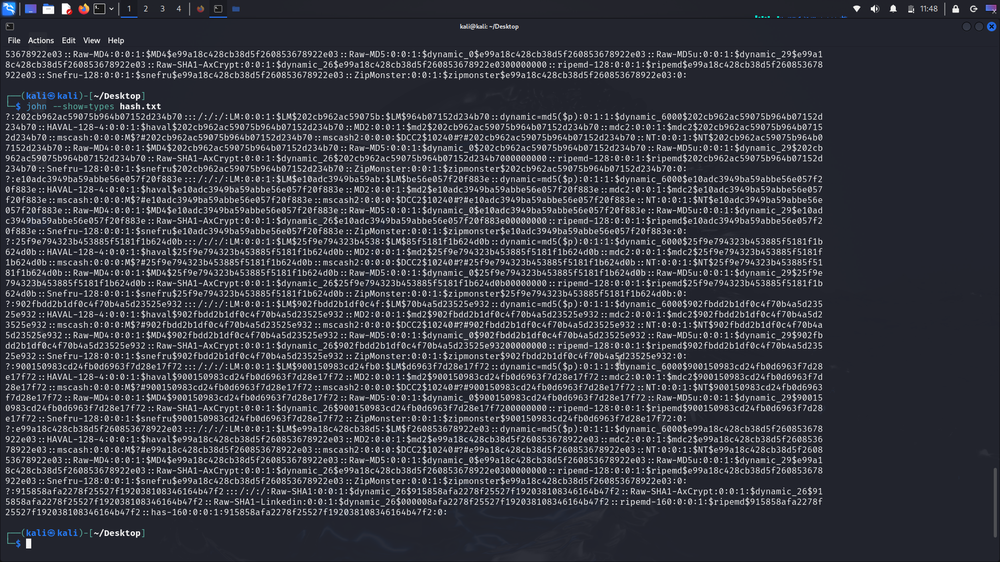 1 2 3 4 11:48
kali@kali: ~/Desktop
File Actions Edit View Help
53678922e03::Raw-MD4:0:0:1:$MD4$e99a18c428cb38d5f260853678922e03::Raw-MD5:0:0:1:$dynamic_0$e99a18c428cb38d5f260853678922e03::Raw-MD5u:0:0:1:$dynamic_29$e99a1
8c428cb38d5f260853678922e03::Raw-SHA1-AxCrypt:0:0:1:$dynamic_26$e99a18c428cb38d5f260853678922e0300000000::ripemd-128:0:0:1:$ripemd$e99a18c428cb38d5f260853678
922e03::Snefru-128:0:0:1:$snefru$e99a18c428cb38d5f260853678922e03::ZipMonster:0:0:1:$zipmonster$e99a18c428cb38d5f260853678922e03:0:
┌──(kali㉿kali)-[~/Desktop]
└─$ john --show=types hash.txt
?:202cb962ac59075b964b07152d234b70:::/:/:/:LM:0:0:1:$LM$202cb962ac59075b:$LM$964b07152d234b70::dynamic=md5($p):0:1:1:$dynamic_6000$202cb962ac59075b964b07152d
234b70::HAVAL-128-4:0:0:1:$haval$202cb962ac59075b964b07152d234b70::MD2:0:0:1:$md2$202cb962ac59075b964b07152d234b70::mdc2:0:0:1:$mdc2$202cb962ac59075b964b0715
2d234b70::mscash:0:0:0:M$?#202cb962ac59075b964b07152d234b70::mscash2:0:0:0:$DCC2$10240#?#202cb962ac59075b964b07152d234b70::NT:0:0:1:$NT$202cb962ac59075b964b0
7152d234b70::Raw-MD4:0:0:1:$MD4$202cb962ac59075b964b07152d234b70::Raw-MD5:0:0:1:$dynamic_0$202cb962ac59075b964b07152d234b70::Raw-MD5u:0:0:1:$dynamic_29$202cb
962ac59075b964b07152d234b70::Raw-SHA1-AxCrypt:0:0:1:$dynamic_26$202cb962ac59075b964b07152d234b7000000000::ripemd-128:0:0:1:$ripemd$202cb962ac59075b964b07152d
234b70::Snefru-128:0:0:1:$snefru$202cb962ac59075b964b07152d234b70::ZipMonster:0:0:1:$zipmonster$202cb962ac59075b964b07152d234b70:0:
?:e10adc3949ba59abbe56e057f20f883e:::/:/:/:LM:0:0:1:$LM$e10adc3949ba59ab:$LM$be56e057f20f883e::dynamic=md5($p):0:1:1:$dynamic_6000$e10adc3949ba59abbe56e057f2
0f883e::HAVAL-128-4:0:0:1:$haval$e10adc3949ba59abbe56e057f20f883e::MD2:0:0:1:$md2$e10adc3949ba59abbe56e057f20f883e::mdc2:0:0:1:$mdc2$e10adc3949ba59abbe56e057
f20f883e::mscash:0:0:0:M$?#e10adc3949ba59abbe56e057f20f883e::mscash2:0:0:0:$DCC2$10240#?#e10adc3949ba59abbe56e057f20f883e::NT:0:0:1:$NT$e10adc3949ba59abbe56e
057f20f883e::Raw-MD4:0:0:1:$MD4$e10adc3949ba59abbe56e057f20f883e::Raw-MD5:0:0:1:$dynamic_0$e10adc3949ba59abbe56e057f20f883e::Raw-MD5u:0:0:1:$dynamic_29$e10ad
c3949ba59abbe56e057f20f883e::Raw-SHA1-AxCrypt:0:0:1:$dynamic_26$e10adc3949ba59abbe56e057f20f883e00000000::ripemd-128:0:0:1:$ripemd$e10adc3949ba59abbe56e057f2
0f883e::Snefru-128:0:0:1:$snefru$e10adc3949ba59abbe56e057f20f883e::ZipMonster:0:0:1:$zipmonster$e10adc3949ba59abbe56e057f20f883e:0:
?:25f9e794323b453885f5181f1b624d0b:::/:/:/:LM:0:0:1:$LM$25f9e794323b4538:$LM$85f5181f1b624d0b::dynamic=md5($p):0:1:1:$dynamic_6000$25f9e794323b453885f5181f1b
624d0b::HAVAL-128-4:0:0:1:$haval$25f9e794323b453885f5181f1b624d0b::MD2:0:0:1:$md2$25f9e794323b453885f5181f1b624d0b::mdc2:0:0:1:$mdc2$25f9e794323b453885f5181f
1b624d0b::mscash:0:0:0:M$?#25f9e794323b453885f5181f1b624d0b::mscash2:0:0:0:$DCC2$10240#?#25f9e794323b453885f5181f1b624d0b::NT:0:0:1:$NT$25f9e794323b453885f51
81f1b624d0b::Raw-MD4:0:0:1:$MD4$25f9e794323b453885f5181f1b624d0b::Raw-MD5:0:0:1:$dynamic_0$25f9e794323b453885f5181f1b624d0b::Raw-MD5u:0:0:1:$dynamic_29$25f9e
794323b453885f5181f1b624d0b::Raw-SHA1-AxCrypt:0:0:1:$dynamic_26$25f9e794323b453885f5181f1b624d0b00000000::ripemd-128:0:0:1:$ripemd$25f9e794323b453885f5181f1b
624d0b::Snefru-128:0:0:1:$snefru$25f9e794323b453885f5181f1b624d0b::ZipMonster:0:0:1:$zipmonster$25f9e794323b453885f5181f1b624d0b:0:
?:902fbdd2b1df0c4f70b4a5d23525e932:::/:/:/:LM:0:0:1:$LM$902fbdd2b1df0c4f:$LM$70b4a5d23525e932::dynamic=md5($p):0:1:1:$dynamic_6000$902fbdd2b1df0c4f70b4a5d235
25e932::HAVAL-128-4:0:0:1:$haval$902fbdd2b1df0c4f70b4a5d23525e932::MD2:0:0:1:$md2$902fbdd2b1df0c4f70b4a5d23525e932::mdc2:0:0:1:$mdc2$902fbdd2b1df0c4f70b4a5d2
3525e932::mscash:0:0:0:M$?#902fbdd2b1df0c4f70b4a5d23525e932::mscash2:0:0:0:$DCC2$10240#?#902fbdd2b1df0c4f70b4a5d23525e932::NT:0:0:1:$NT$902fbdd2b1df0c4f70b4a
5d23525e932::Raw-MD4:0:0:1:$MD4$902fbdd2b1df0c4f70b4a5d23525e932::Raw-MD5:0:0:1:$dynamic_0$902fbdd2b1df0c4f70b4a5d23525e932::Raw-MD5u:0:0:1:$dynamic_29$902fb
dd2b1df0c4f70b4a5d23525e932::Raw-SHA1-AxCrypt:0:0:1:$dynamic_26$902fbdd2b1df0c4f70b4a5d23525e93200000000::ripemd-128:0:0:1:$ripemd$902fbdd2b1df0c4f70b4a5d235
25e932::Snefru-128:0:0:1:$snefru$902fbdd2b1df0c4f70b4a5d23525e932::ZipMonster:0:0:1:$zipmonster$902fbdd2b1df0c4f70b4a5d23525e932:0:
?:900150983cd24fb0d6963f7d28e17f72:::/:/:/:LM:0:0:1:$LM$900150983cd24fb0:$LM$d6963f7d28e17f72::dynamic=md5($p):0:1:1:$dynamic_6000$900150983cd24fb0d6963f7d28
e17f72::HAVAL-128-4:0:0:1:$haval$900150983cd24fb0d6963f7d28e17f72::MD2:0:0:1:$md2$900150983cd24fb0d6963f7d28e17f72::mdc2:0:0:1:$mdc2$900150983cd24fb0d6963f7d
28e17f72::mscash:0:0:0:M$?#900150983cd24fb0d6963f7d28e17f72::mscash2:0:0:0:$DCC2$10240#?#900150983cd24fb0d6963f7d28e17f72::NT:0:0:1:$NT$900150983cd24fb0d6963
f7d28e17f72::Raw-MD4:0:0:1:$MD4$900150983cd24fb0d6963f7d28e17f72::Raw-MD5:0:0:1:$dynamic_0$900150983cd24fb0d6963f7d28e17f72::Raw-MD5u:0:0:1:$dynamic_29$90015
0983cd24fb0d6963f7d28e17f72::Raw-SHA1-AxCrypt:0:0:1:$dynamic_26$900150983cd24fb0d6963f7d28e17f7200000000::ripemd-128:0:0:1:$ripemd$900150983cd24fb0d6963f7d28
e17f72::Snefru-128:0:0:1:$snefru$900150983cd24fb0d6963f7d28e17f72::ZipMonster:0:0:1:$zipmonster$900150983cd24fb0d6963f7d28e17f72:0:
?:e99a18c428cb38d5f260853678922e03:::/:/:/:LM:0:0:1:$LM$e99a18c428cb38d5:$LM$f260853678922e03::dynamic=md5($p):0:1:1:$dynamic_6000$e99a18c428cb38d5f260853678
922e03::HAVAL-128-4:0:0:1:$haval$e99a18c428cb38d5f260853678922e03::MD2:0:0:1:$md2$e99a18c428cb38d5f260853678922e03::mdc2:0:0:1:$mdc2$e99a18c428cb38d5f2608536
78922e03::mscash:0:0:0:M$?#e99a18c428cb38d5f260853678922e03::mscash2:0:0:0:$DCC2$10240#?#e99a18c428cb38d5f260853678922e03::NT:0:0:1:$NT$e99a18c428cb38d5f2608
53678922e03::Raw-MD4:0:0:1:$MD4$e99a18c428cb38d5f260853678922e03::Raw-MD5:0:0:1:$dynamic_0$e99a18c428cb38d5f260853678922e03::Raw-MD5u:0:0:1:$dynamic_29$e99a1
8c428cb38d5f260853678922e03::Raw-SHA1-AxCrypt:0:0:1:$dynamic_26$e99a18c428cb38d5f260853678922e0300000000::ripemd-128:0:0:1:$ripemd$e99a18c428cb38d5f260853678
922e03::Snefru-128:0:0:1:$snefru$e99a18c428cb38d5f260853678922e03::ZipMonster:0:0:1:$zipmonster$e99a18c428cb38d5f260853678922e03:0:
?:915858afa2278f25527f192038108346164b47f2:::/:/:/:Raw-SHA1:0:0:1:$dynamic_26$915858afa2278f25527f192038108346164b47f2::Raw-SHA1-AxCrypt:0:0:1:$dynamic_26$91
5858afa2278f25527f192038108346164b47f2::Raw-SHA1-Linkedin:0:0:1:$dynamic_26$000008afa2278f25527f192038108346164b47f2::ripemd-160:0:0:1:$ripemd$915858afa2278f
25527f192038108346164b47f2::has-160:0:0:1:915858afa2278f25527f192038108346164b47f2:0:
┌──(kali㉿kali)-[~/Desktop]
└─$